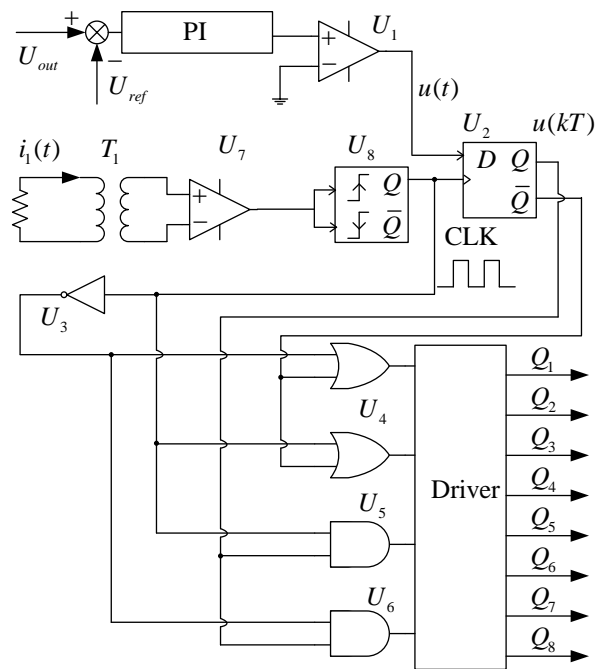 +
−
U_out
U_ref
PI
+
−
U_1
u(t)
U_2
u(kT)
D Q
Q̅
i_1(t)
T_1
U_7
+
−
U_8
Q
Q̅
CLK
U_3
U_4
U_5
U_6
Driver
Q_1
Q_2
Q_3
Q_4
Q_5
Q_6
Q_7
Q_8